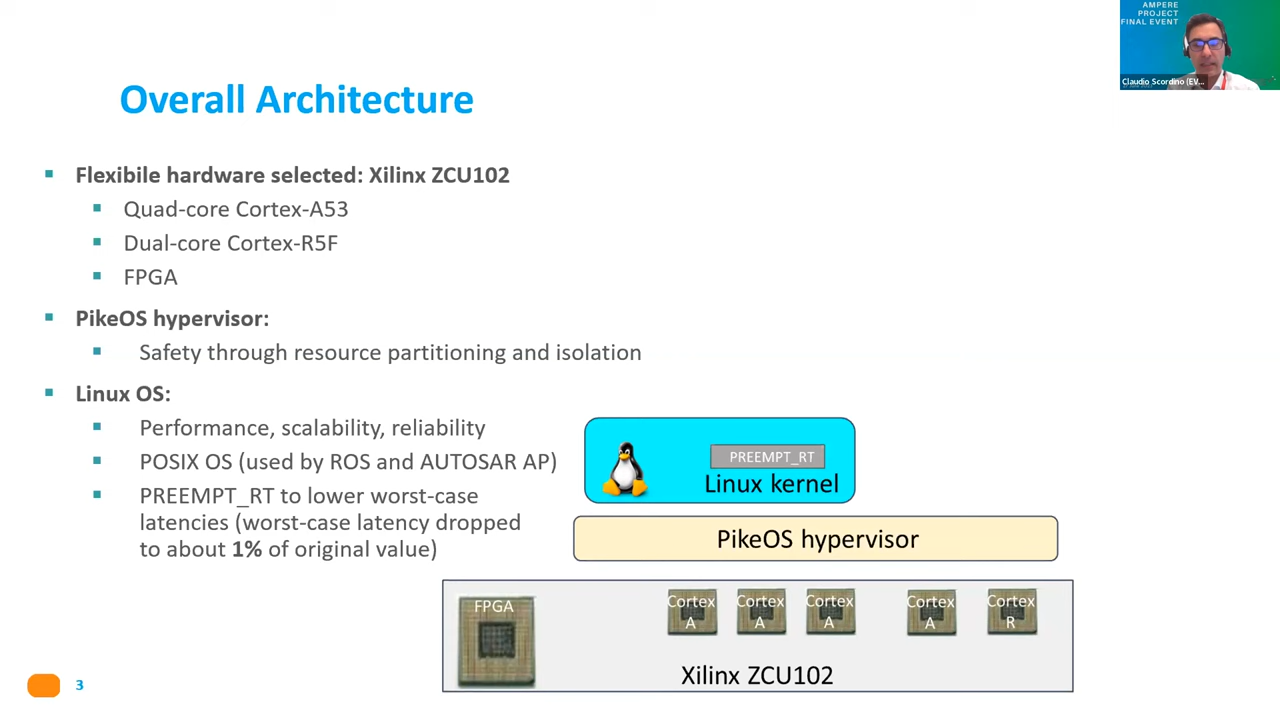 AMPERE
PROJECT
FINAL EVENT
Claudio Scordino (EV...
Overall Architecture
Flexibile hardware selected: Xilinx ZCU102
Quad-core Cortex-A53
Dual-core Cortex-R5F
FPGA
PikeOS hypervisor:
Safety through resource partitioning and isolation
Linux OS:
Performance, scalability, reliability
POSIX OS (used by ROS and AUTOSAR AP)
PREEMPT_RT to lower worst-case
latencies (worst-case latency dropped
to about 1% of original value)
PREEMPT_RT
Linux kernel
PikeOS hypervisor
FPGA
Cortex
A
Cortex
A
Cortex
A
Cortex
A
Cortex
R
Xilinx ZCU102
3